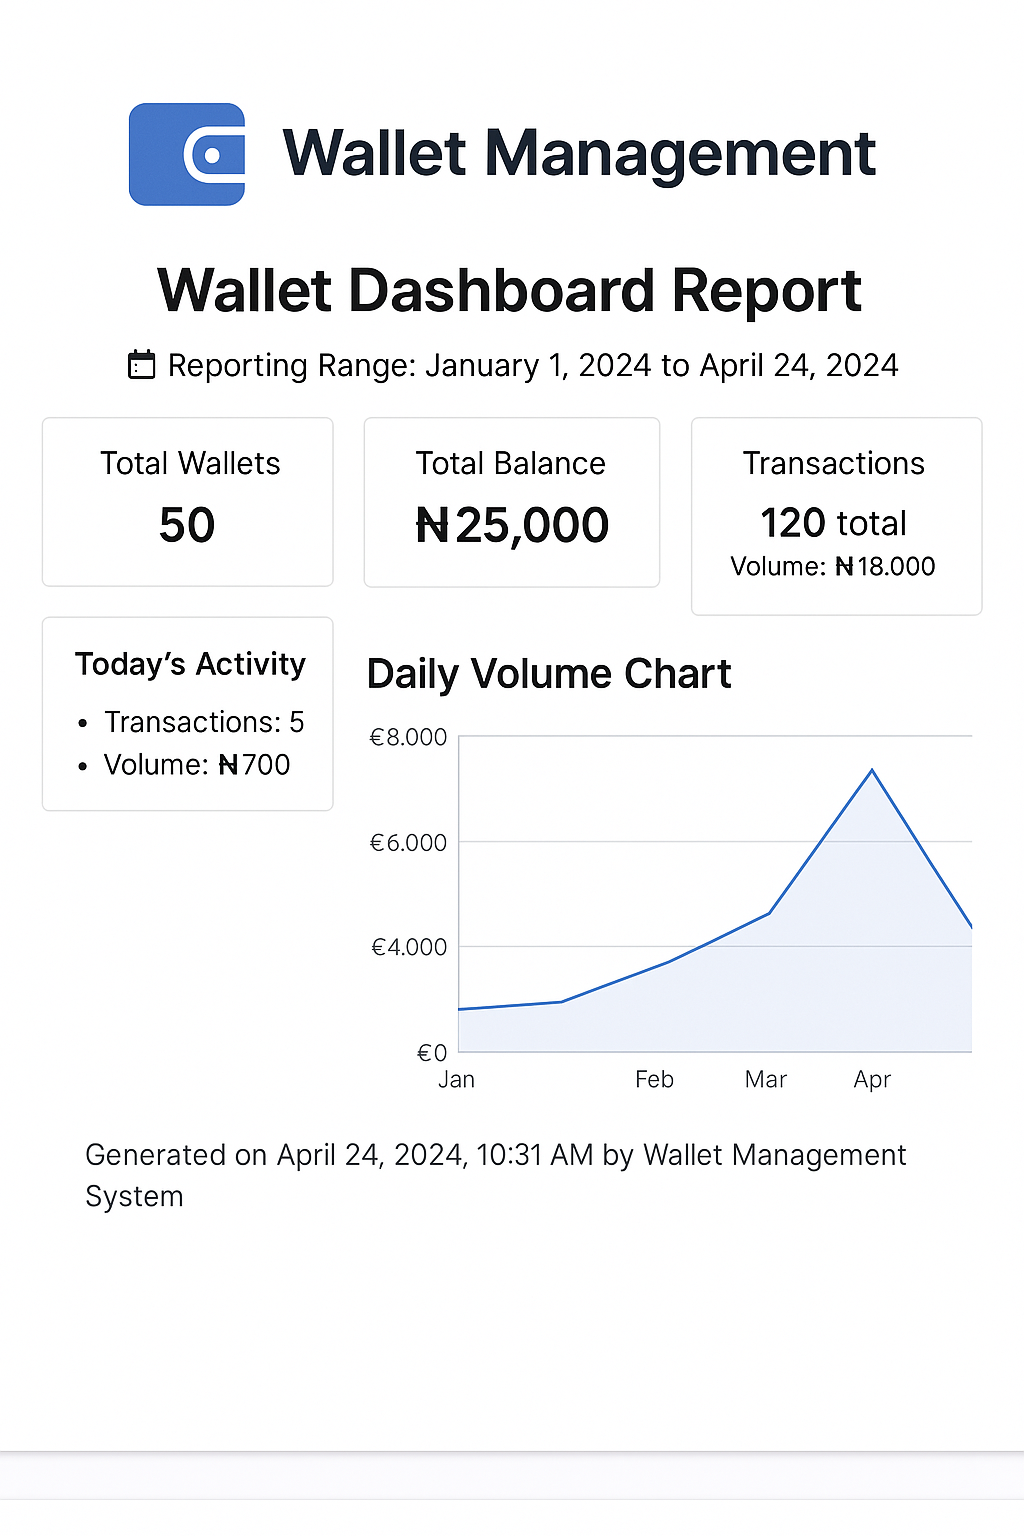 Wallet Management
Wallet Dashboard Report
Reporting Range: January 1, 2024 to April 24, 2024
Total Wallets
50
Total Balance
₦25,000
Transactions
120 total
Volume: ₦18.000
Today’s Activity
• Transactions: 5
• Volume: ₦700
Daily Volume Chart
€8.000
€6.000
€4.000
€0
Jan Feb Mar Apr
Generated on April 24, 2024, 10:31 AM by Wallet Management
System